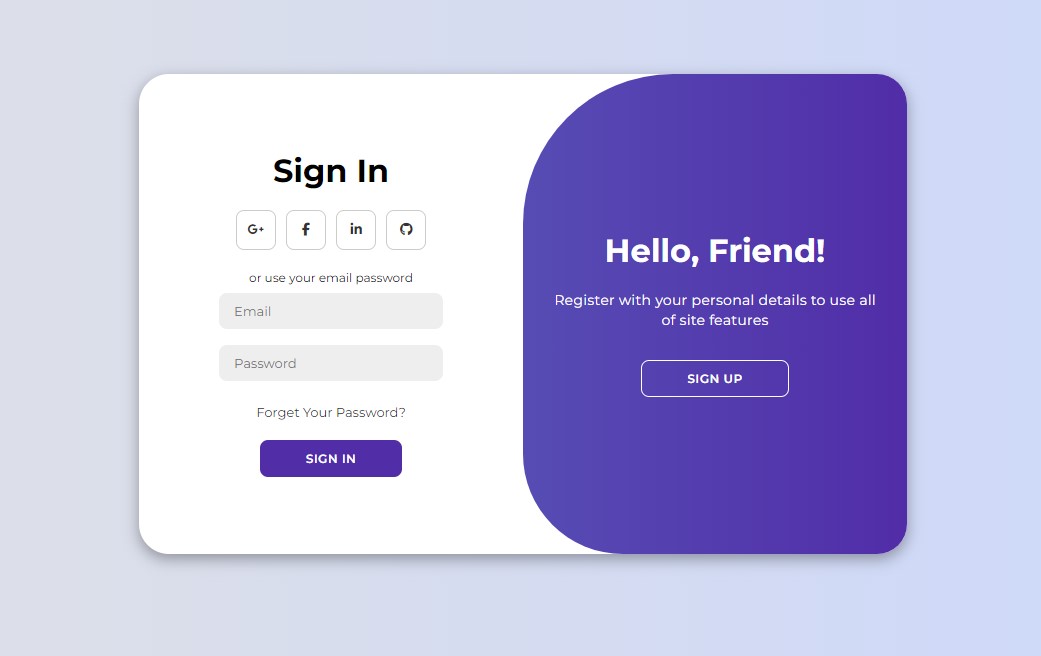 Sign In
G+ f in
or use your email password
Email
Password
Forget Your Password?
SIGN IN
Hello, Friend!
Register with your personal details to use all
of site features
SIGN UP